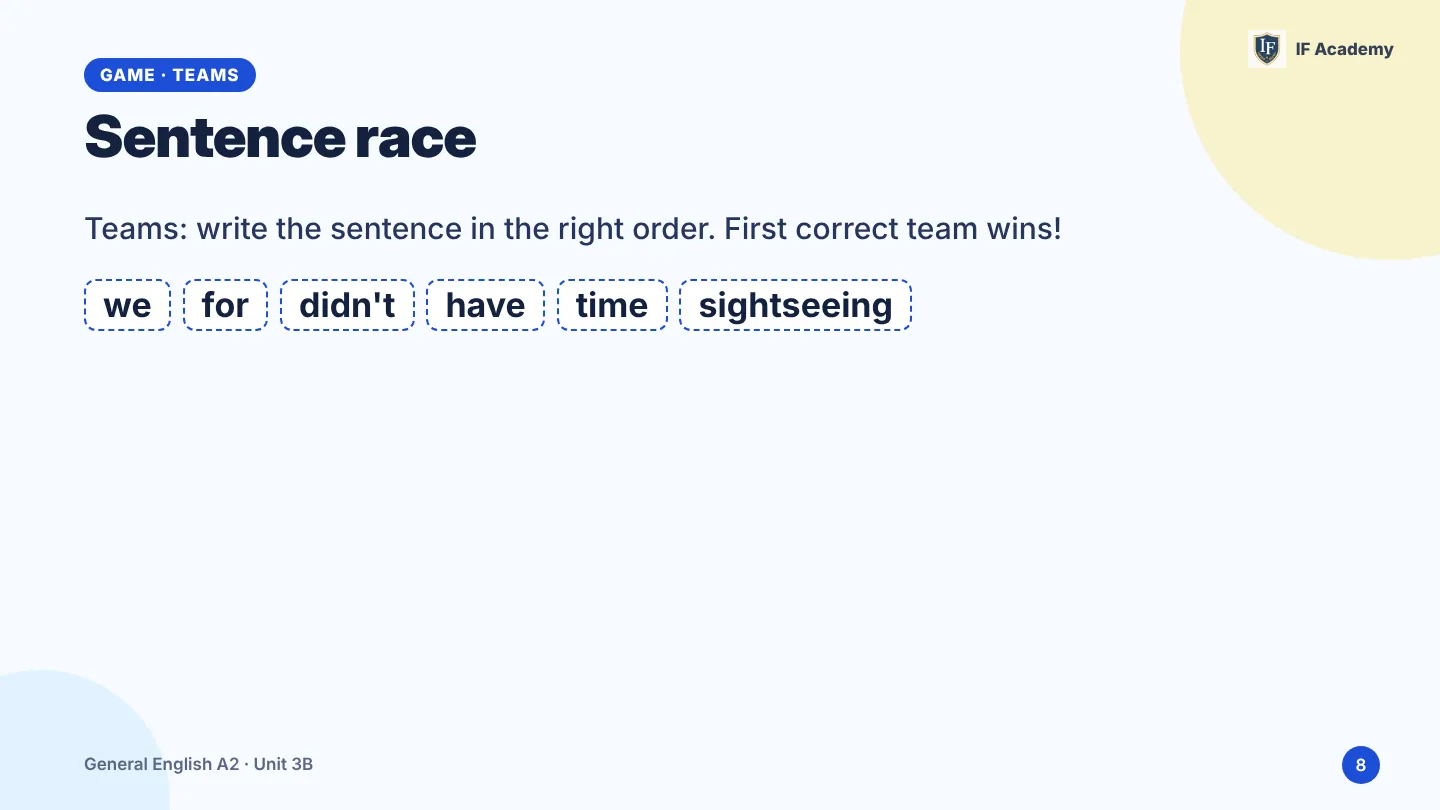 GAME · TEAMS
IF
IF Academy
Sentence race
Teams: write the sentence in the right order. First correct team wins!
we for didn't have time sightseeing
General English A2 · Unit 3B
8